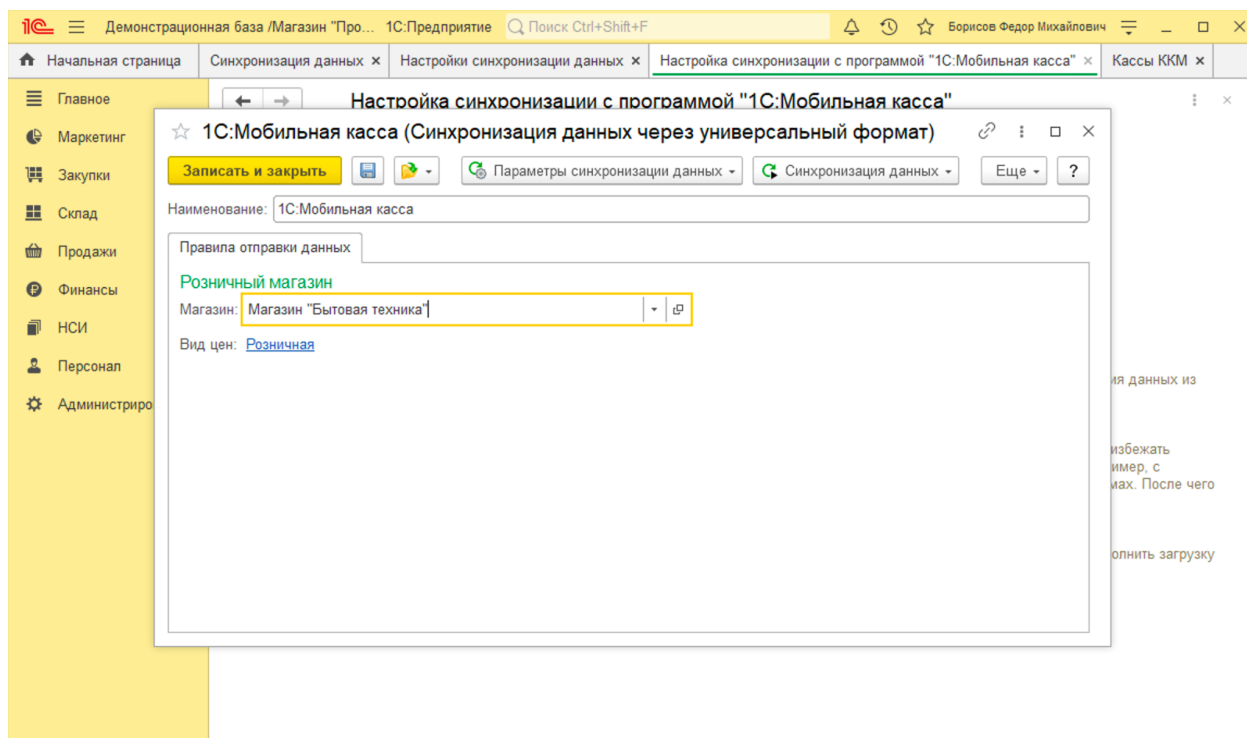 1С Демонстрационная база /Магазин "Про... 1С:Предприятие Поиск Ctrl+Shift+F Борисов Федор Михайлович
Начальная страница Синхронизация данных × Настройки синхронизации данных × Настройка синхронизации с программой "1С:Мобильная касса" × Кассы ККМ ×
Главное
Маркетинг
Закупки
Склад
Продажи
Финансы
НСИ
Персонал
Администриро
Настройка синхронизации с программой "1С:Мобильная касса"
1С:Мобильная касса (Синхронизация данных через универсальный формат)
Записать и закрыть Параметры синхронизации данных Синхронизация данных Еще ?
Наименование: 1С:Мобильная касса
Правила отправки данных
Розничный магазин
Магазин: Магазин "Бытовая техника"
Вид цен: Розничная
ия данных из
избежать
имер, с
мах. После чего
олнить загрузку